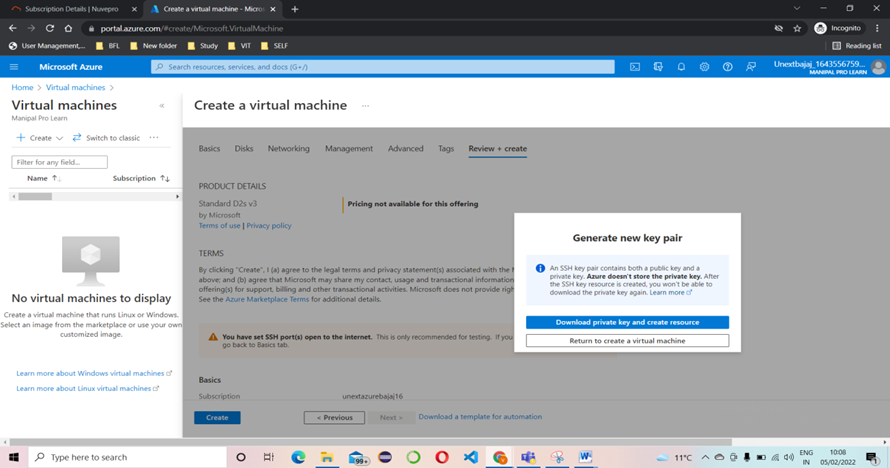 Subscription Details | Nuvepro
Create a virtual machine - Micros
portal.azure.com/#create/Microsoft.VirtualMachine
Incognito
User Management,...
BFL
New folder
Study
VIT
SELF
Reading list
Microsoft Azure
Search resources, services, and docs (G+/)
Unextbajaj_1643556759...
MANIPAL PRO LEARN
Home > Virtual machines >
Virtual machines
Manipal Pro Learn
Create
Switch to classic
Filter for any field...
Name ↑↓ Subscription ↑↓
No virtual machines to display
Create a virtual machine that runs Linux or Windows.
Select an image from the marketplace or use your own
customized image.
Learn more about Windows virtual machines
Learn more about Linux virtual machines
Create a virtual machine ...
Basics Disks Networking Management Advanced Tags Review + create
PRODUCT DETAILS
Standard D2s v3
by Microsoft
Terms of use | Privacy policy
Pricing not available for this offering
TERMS
By clicking "Create", I (a) agree to the legal terms and privacy statement(s) associated with the
above; and (b) agree that Microsoft may share my contact, usage and transactional information
offering(s) for support, billing and other transactional activities. Microsoft does not provide righ
See the Azure Marketplace Terms for additional details.
You have set SSH port(s) open to the internet. This is only recommended for testing. If you
go back to Basics tab.
Basics
Subscription unextazurebajaj16
Create
< Previous
Next >
Download a template for automation
Generate new key pair
An SSH key pair contains both a public key and a
private key. Azure doesn't store the private key. After
the SSH key resource is created, you won't be able to
download the private key again. Learn more
Download private key and create resource
Return to create a virtual machine
Type here to search
99+
11°C
ENG
IN
10:08
05/02/2022
1